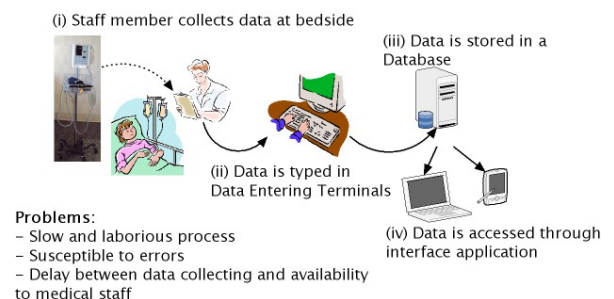 (i) Staff member collects data at bedside
(iii) Data is stored in a
Database
(ii) Data is typed in
Data Entering Terminals
(iv) Data is accessed through
interface application
Problems:
– Slow and laborious process
– Susceptible to errors
– Delay between data collecting and availability
to medical staff